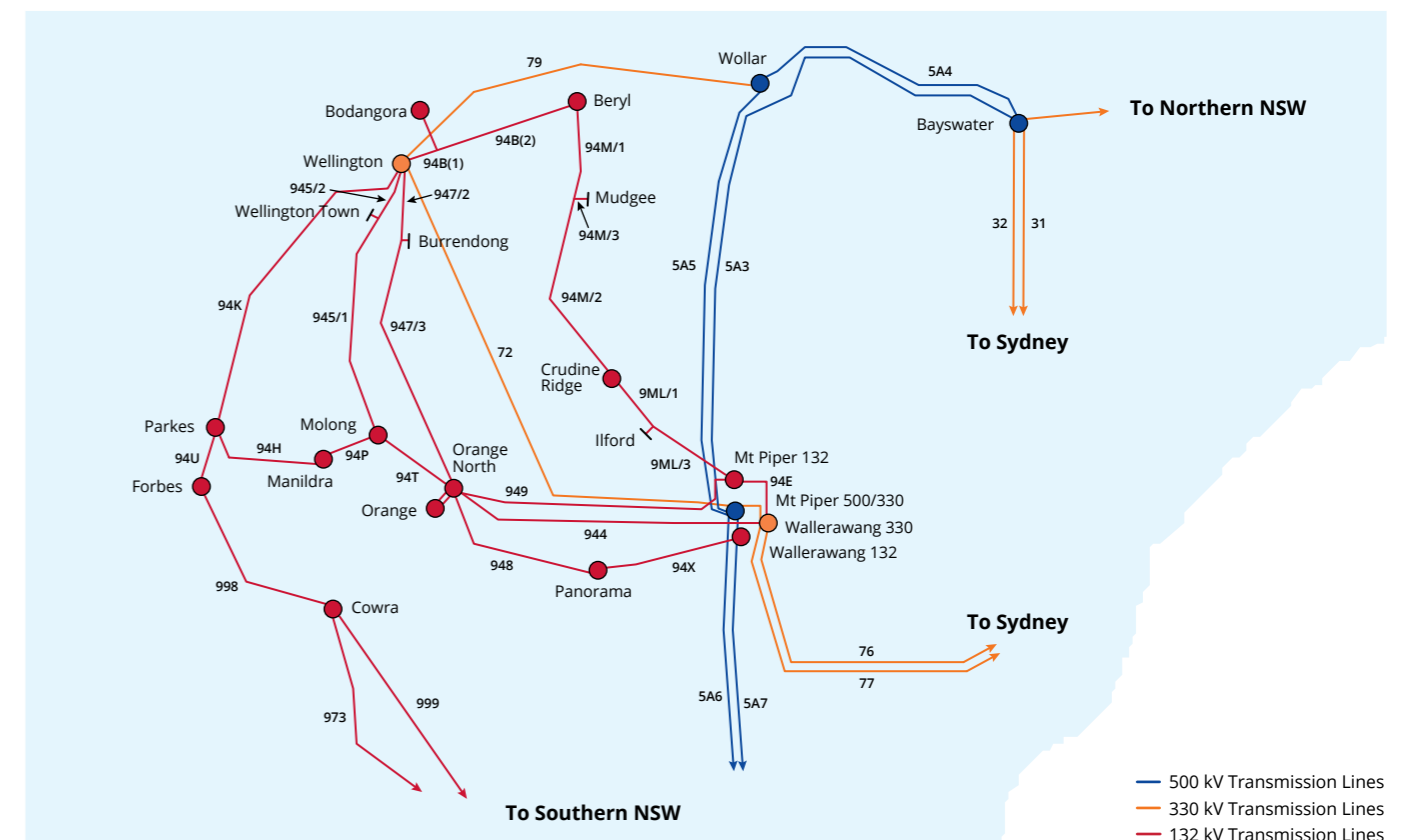 79
Wollar
5A4
Bodangora
Beryl
To Northern NSW
Bayswater
94B(2)
94M/1
Wellington
94B(1)
945/2
947/2
Mudgee
Wellington Town
94M/3
Burrendong
32
31
5A5
5A3
94M/2
94K
945/1
947/3
To Sydney
72
Crudine
Ridge
9ML/1
Parkes
Molong
Ilford
94H
94P
Orange
North
94U
9ML/3
Mt Piper 132
Manildra
94T
94E
Forbes
949
Mt Piper 500/330
Orange
Wallerawang 330
944
Wallerawang 132
948
94X
Panorama
998
Cowra
To Sydney
76
77
5A6
5A7
973
999
To Southern NSW
500 kV Transmission Lines
330 kV Transmission Lines
132 kV Transmission Lines